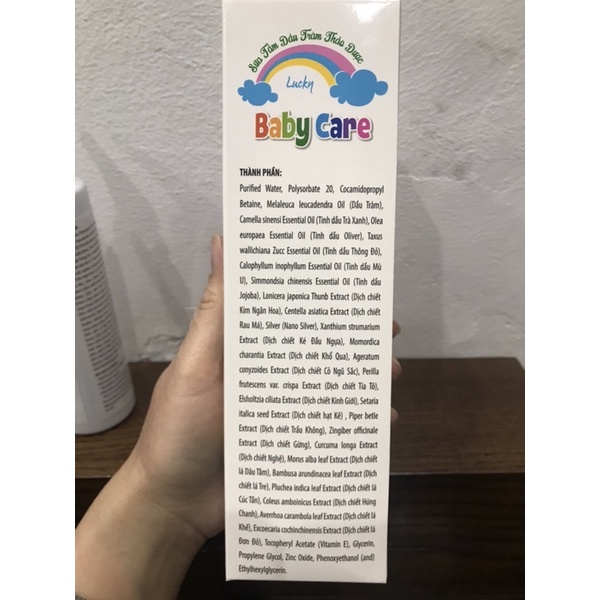 Sữa Tắm Dầu Tràm Thảo Dược
Lucky
Baby Care
THÀNH PHẦN:
Purified Water, Polysorbate 20, Cocamidopropyl
Betaine, Melaleuca leucadendra Oil (Dầu Tràm),
Camella sinensi Essential Oil (Tinh dầu Trà Xanh), Olea
europaea Essential Oil (Tinh dầu Oliver), Taxus
wallichiana Zucc Essential Oil (Tinh dầu Thông Đỏ),
Calophyllum inophyllum Essential Oil (Tinh dầu Mù
U), Simmondsia chinensis Essential Oil (Tinh dầu
Jojoba), Lonicera japonica Thunb Extract (Dịch chiết
Kim Ngân Hoa), Centella asiatica Extract (Dịch chiết
Rau Má), Silver (Nano Silver), Xanthium strumarium
Extract (Dịch chiết Ké Đầu Ngựa), Momordica
charantia Extract (Dịch chiết Khổ Qua), Ageratum
conyzoides Extract (Dịch chiết Cỏ Ngũ Sắc), Perilla
frutescens var. crispa Extract (Dịch chiết Tía Tô),
Elsholtzia ciliata Extract (Dịch chiết Kinh Giới), Setaria
italica seed Extract (Dịch chiết hạt Kê) , Piper betle
Extract (Dịch chiết Trầu Không), Zingiber officinale
Extract (Dịch chiết Gừng), Curcuma longa Extract
(Dịch chiết Nghệ), Morus alba leaf Extract (Dịch chiết
lá Dâu Tằm), Bambusa arundinacea leaf Extract (Dịch
chiết lá Tre), Pluchea indica leaf Extract (Dịch chiết lá
Cúc Tần), Coleus amboinicus Extract (Dịch chiết Húng
Chanh), Averrhoa carambola leaf Extract (Dịch chiết lá
Khế), Excoecaria cochinchinensis Extract (Dịch chiết lá
Đơn Đỏ), Tocopheryl Acetate (Vitamin E), Glycerin,
Propylene Glycol, Zinc Oxide, Phenoxyethanol (and)
Ethylhexylglycerin.